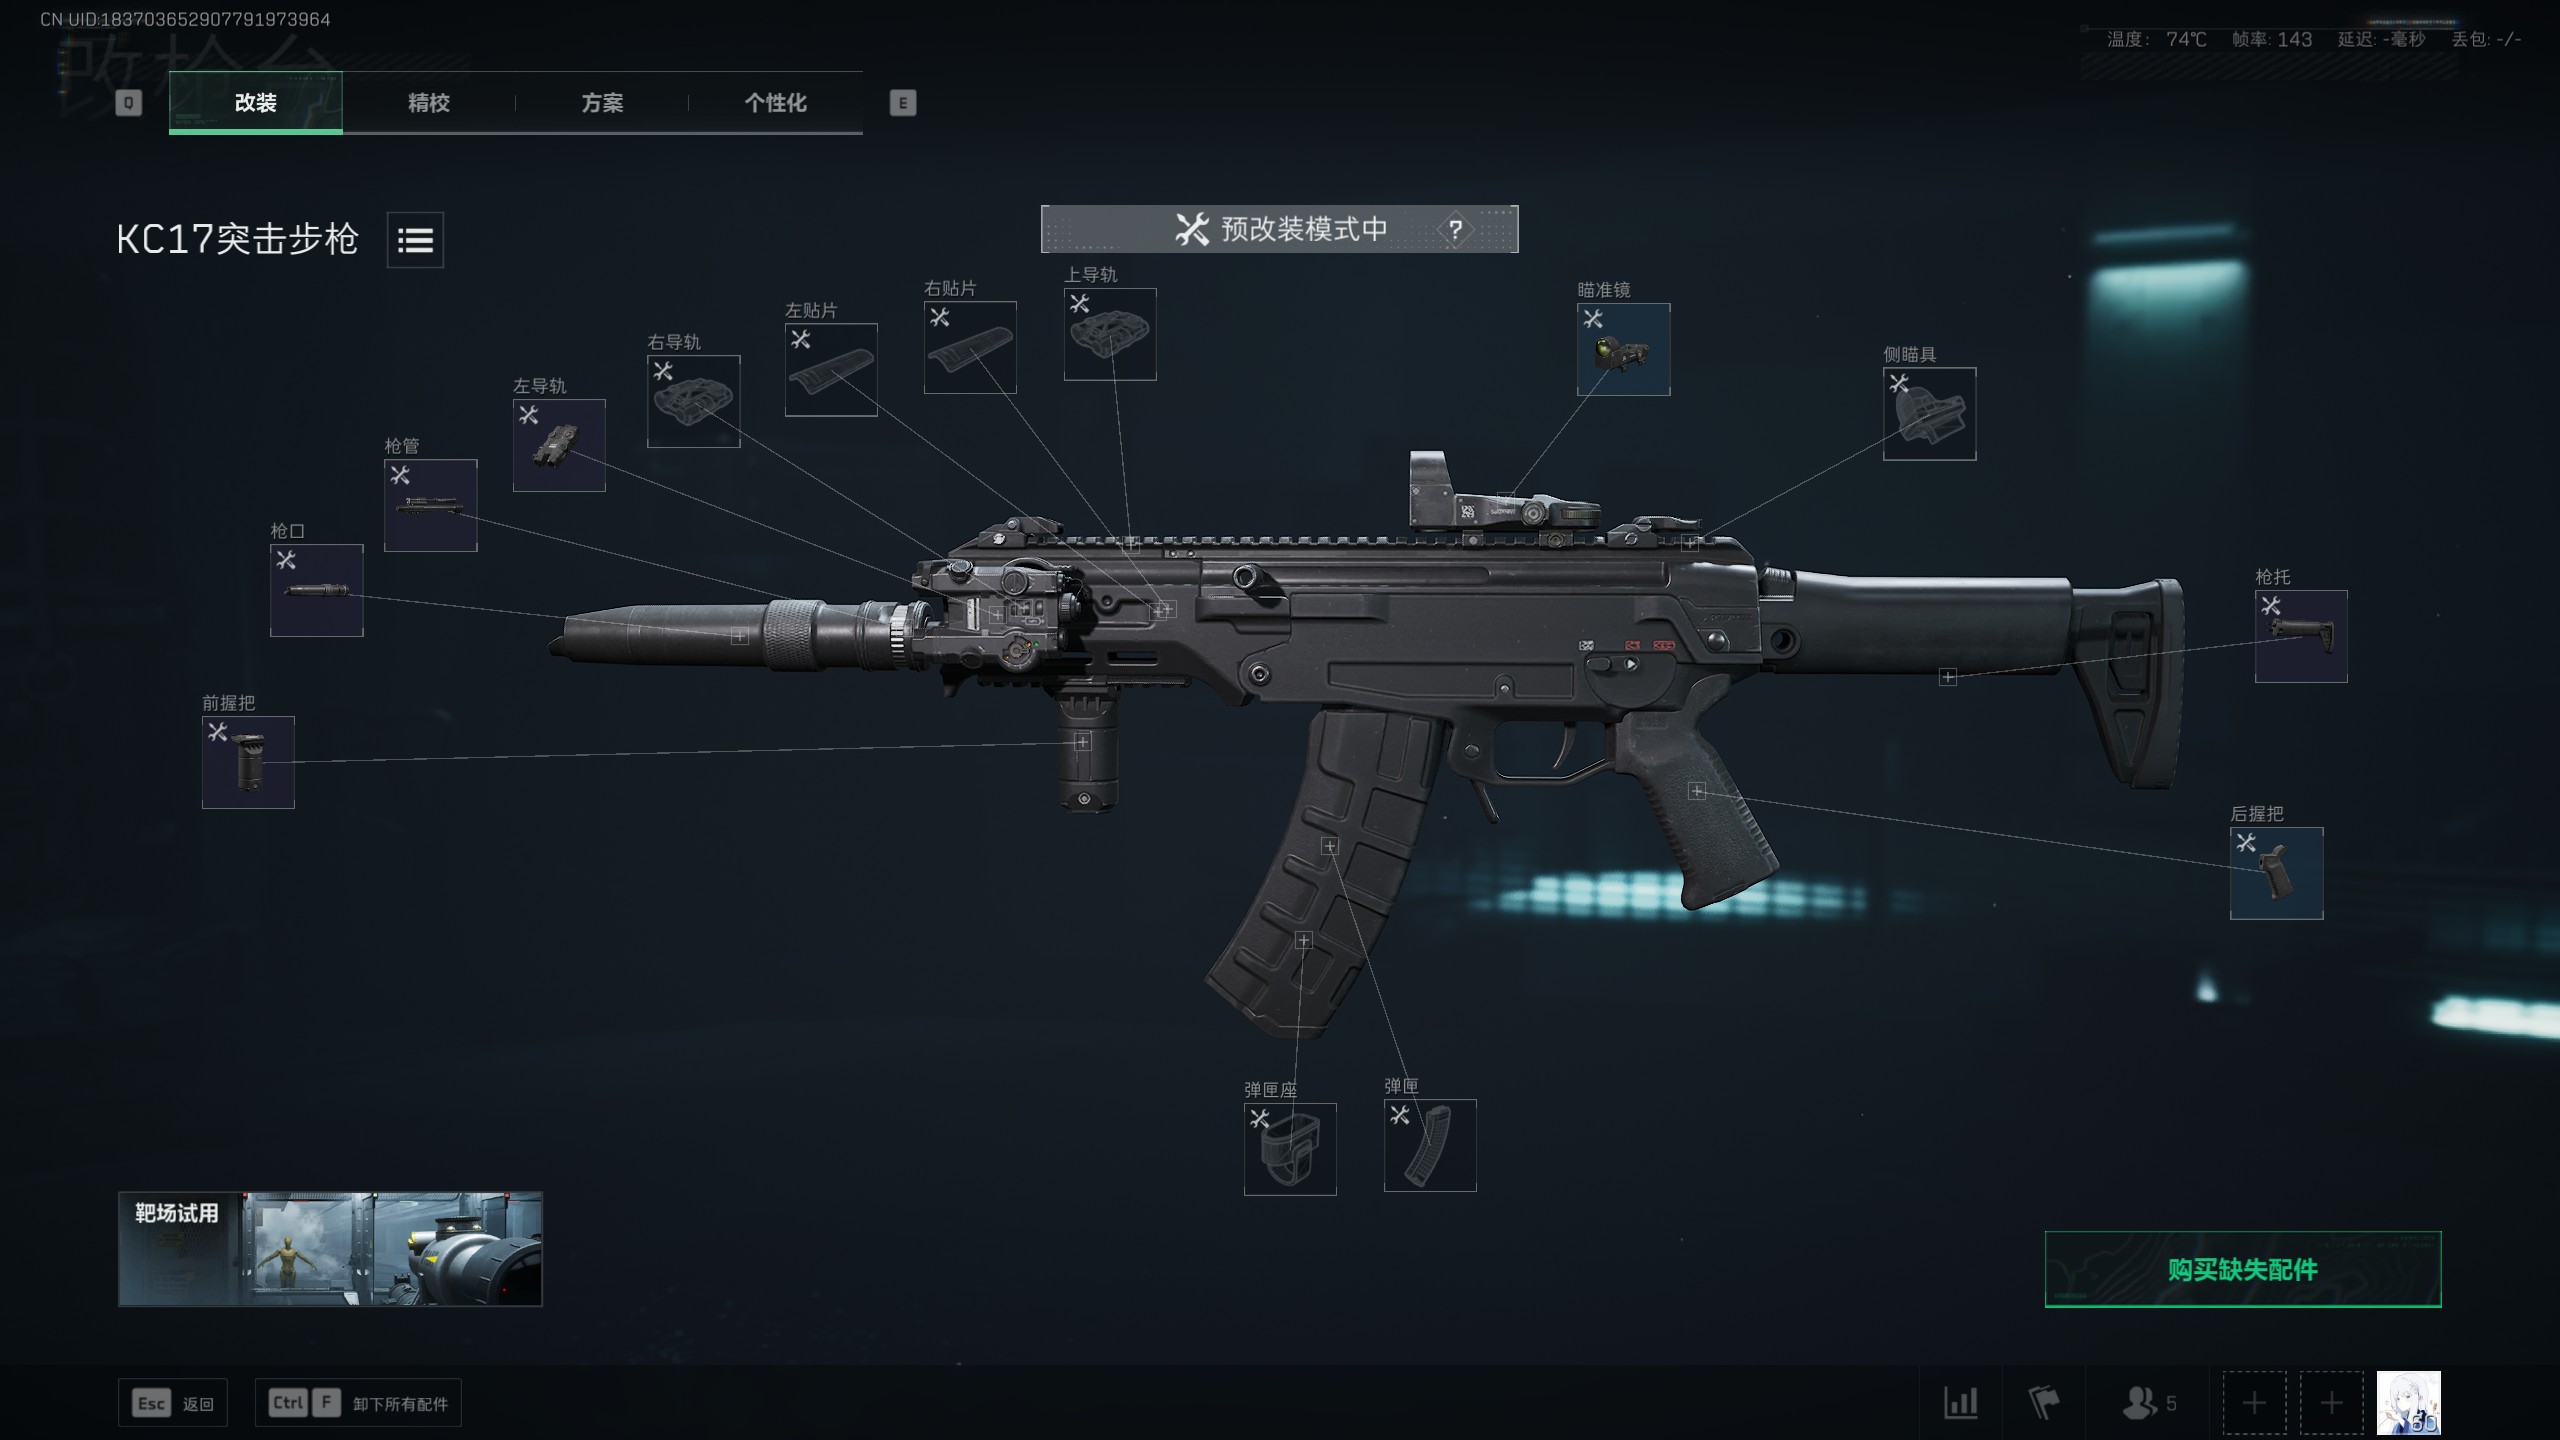 CN UID:183703652907791973964
改枪台
温度: 74℃ 帧率: 143 延迟: -毫秒 丢包: -/-
Q 改装 精校 方案 个性化 E
KC17突击步枪
预改装模式中 ?
上导轨
右贴片
瞄准镜
左贴片
右导轨
侧瞄具
左导轨
枪管
枪口
枪托
前握把
后握把
弹匣座
弹匣
靶场试用
购买缺失配件
Esc 返回 Ctrl F 卸下所有配件
5
60